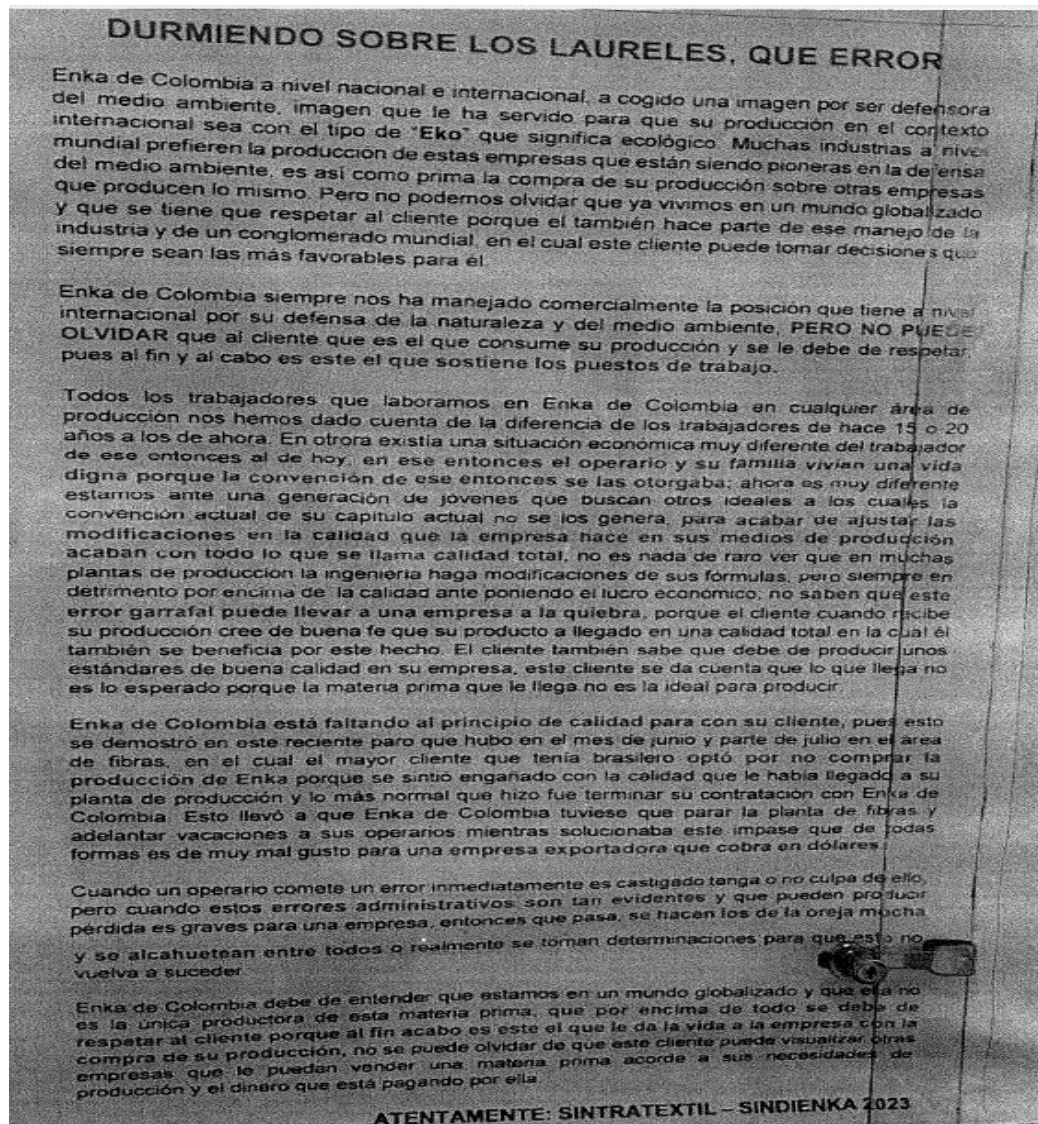 DURMIENDO SOBRE LOS LAURELES, QUE ERROR
Enka de Colombia a nivel nacional e internacional, a cogido una imagen por ser defensora
del medio ambiente, imagen que le ha servido para que su producción en el contexto
internacional sea con el tipo de "Eko" que significa ecológico. Muchas industrias a nivel
mundial prefieren la producción de estas empresas que están siendo pioneras en la defensa
del medio ambiente, es así como prima la compra de su producción sobre otras empresas
que producen lo mismo. Pero no podemos olvidar que ya vivimos en un mundo globalizado
y que se tiene que respetar al cliente porque el también hace parte de ese manejo de la
industria y de un conglomerado mundial, en el cual este cliente puede tomar decisiones que
siempre sean las más favorables para él.
Enka de Colombia siempre nos ha manejado comercialmente la posición que tiene a nivel
internacional por su defensa de la naturaleza y del medio ambiente, PERO NO PUEDE
OLVIDAR que al cliente que es el que consume su producción y se le debe de respetar,
pues al fin y al cabo es este el que sostiene los puestos de trabajo.
Todos los trabajadores que laboramos en Enka de Colombia en cualquier área de
producción nos hemos dado cuenta de la diferencia de los trabajadores de hace 15 o 20
años a los de ahora. En otrora existía una situación económica muy diferente del trabajador
de ese entonces al de hoy, en ese entonces el operario y su familia vivían una vida
digna porque la convención de ese entonces se las otorgaba; ahora es muy diferente
estamos ante una generación de jóvenes que buscan otros ideales a los cuales la
convención actual de su capitulo actual no se los genera, para acabar de ajustar las
modificaciones en la calidad que la empresa hace en sus medios de producción
acaban con todo lo que se llama calidad total, no es nada de raro ver que en muchas
plantas de producción la ingeniería haga modificaciones de sus fórmulas, pero siempre en
detrimento por encima de la calidad ante poniendo el lucro económico; no saben que este
error garrafal puede llevar a una empresa a la quiebra, porque el cliente cuando recibe
su producción cree de buena fe que su producto a llegado en una calidad total en la cual él
también se beneficia por este hecho. El cliente también sabe que debe de producir unos
estándares de buena calidad en su empresa, este cliente se da cuenta que lo que llega no
es lo esperado porque la materia prima que le llega no es la ideal para producir.
Enka de Colombia está faltando al principio de calidad para con su cliente, pues esto
se demostró en este reciente paro que hubo en el mes de junio y parte de julio en el área
de fibras, en el cual el mayor cliente que tenía brasilero optó por no comprar la
producción de Enka porque se sintió engañado con la calidad que le había llegado a su
planta de producción y lo más normal que hizo fue terminar su contratación con Enka de
Colombia. Esto llevó a que Enka de Colombia tuviese que parar la planta de fibras y
adelantar vacaciones a sus operarios mientras solucionaba este impase que de todas
formas es de muy mal gusto para una empresa exportadora que cobra en dólares.
Cuando un operario comete un error inmediatamente es castigado tenga o no culpa de ello,
pero cuando estos errores administrativos son tan evidentes y que pueden producir
pérdida es graves para una empresa, entonces que pasa, se hacen los de la oreja mocha
y se alcahuetean entre todos o realmente se toman determinaciones para que esto no
vuelva a suceder.
Enka de Colombia debe de entender que estamos en un mundo globalizado y que ella no
es la única productora de esta materia prima, que por encima de todo se debe de
respetar al cliente porque al fin acabo es este el que le da la vida a la empresa con la
compra de su producción, no se puede olvidar de que este cliente puede visualizar otras
empresas que le puedan vender una materia prima acorde a sus necesidades de
producción y el dinero que está pagando por ella.
ATENTAMENTE: SINTRATEXTIL – SINDIENKA 2023